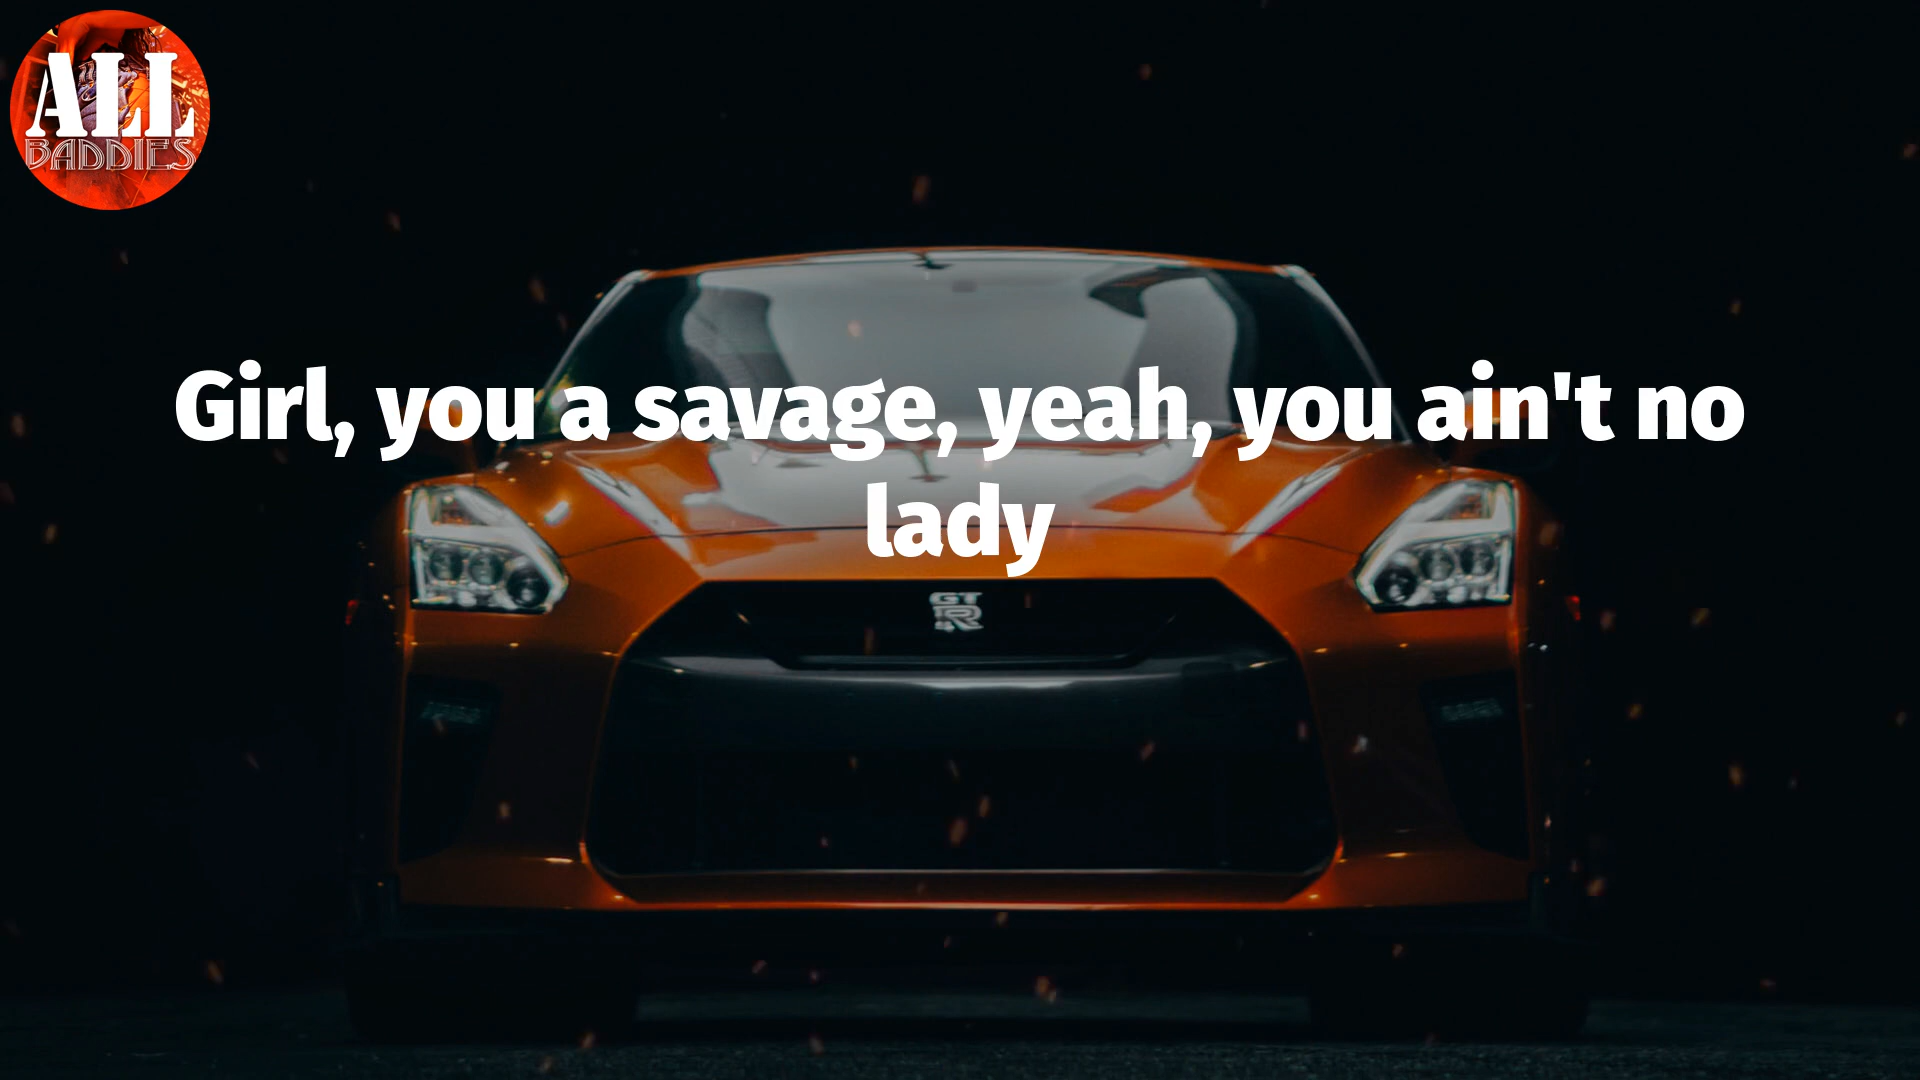 ALL
BADDIES
Girl, you a savage, yeah, you ain't no
lady
GT
R